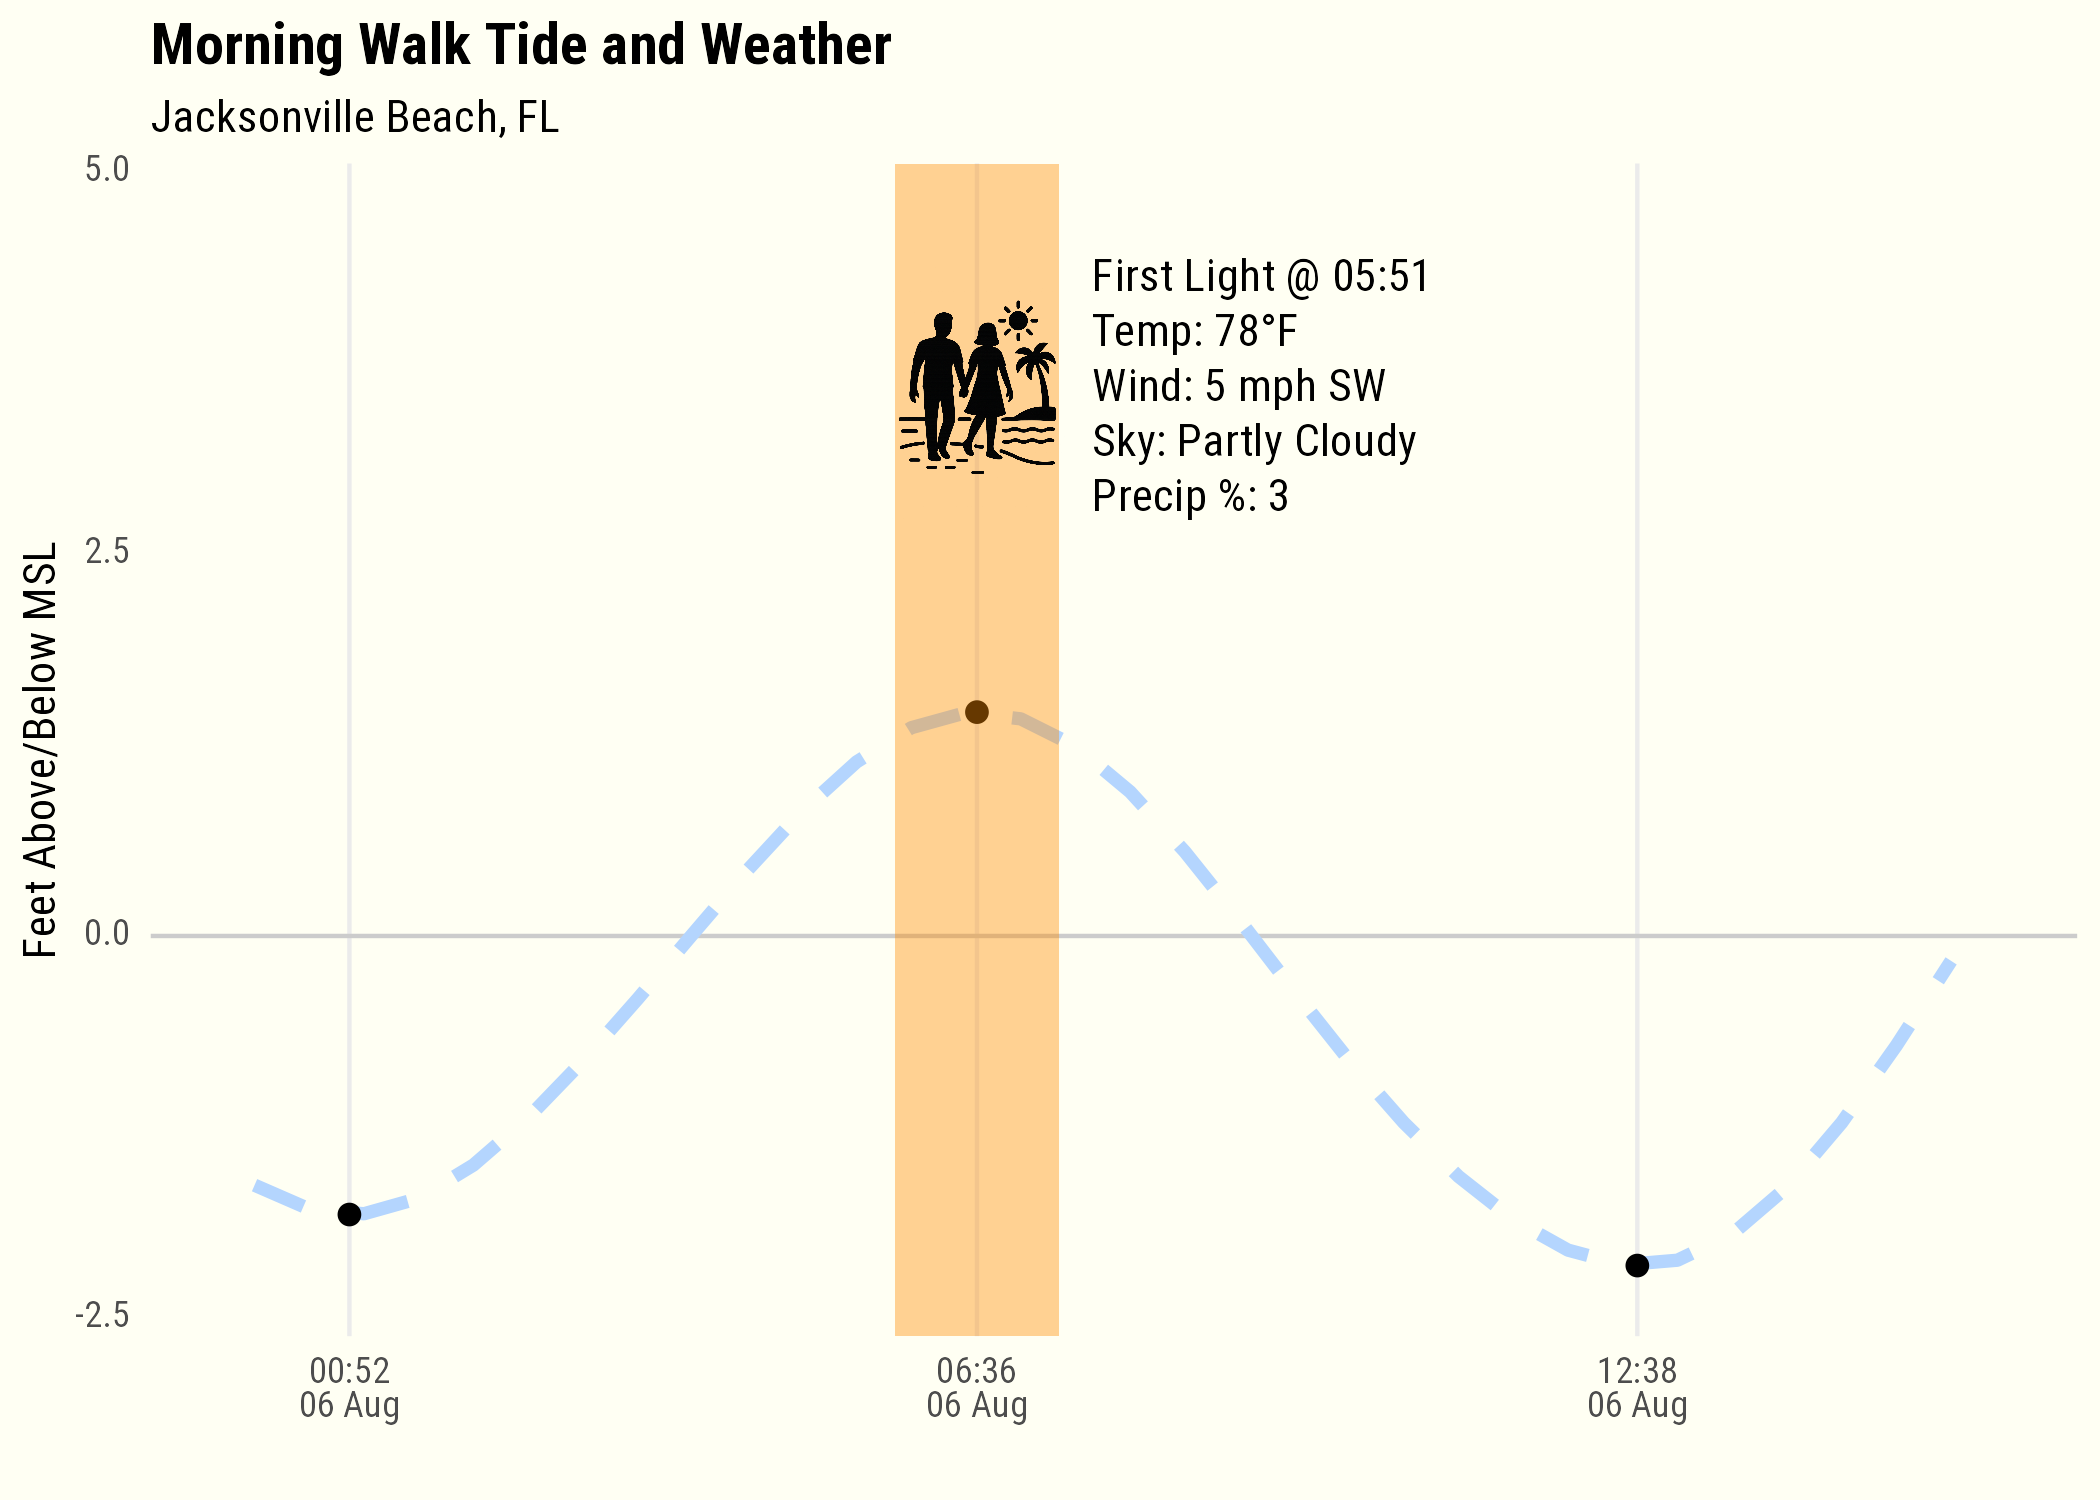 Morning Walk Tide and Weather
Jacksonville Beach, FL
Feet Above/Below MSL
5.0
2.5
0.0
-2.5
First Light @ 05:51
Temp: 78°F
Wind: 5 mph SW
Sky: Partly Cloudy
Precip %: 3
00:52
06 Aug
06:36
06 Aug
12:38
06 Aug